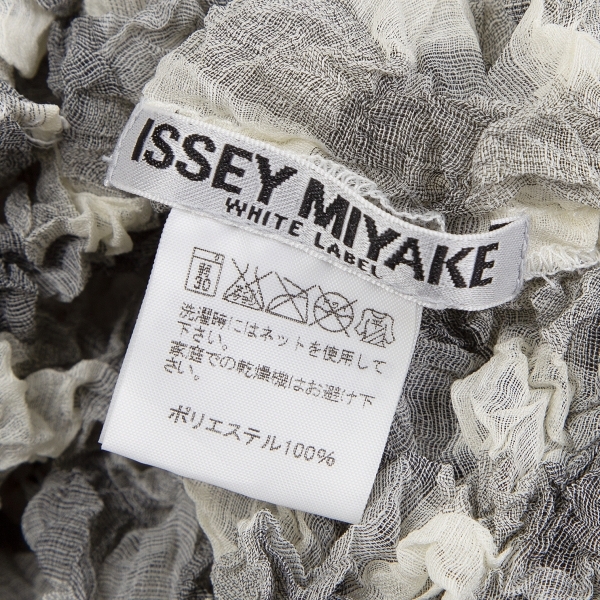 ISSEY MIYAKE
WHITE LABEL
弱
30
洗濯時にはネットを使用して
下さい。
家庭での乾燥機はお避け下
さい。
ポリエステル100%